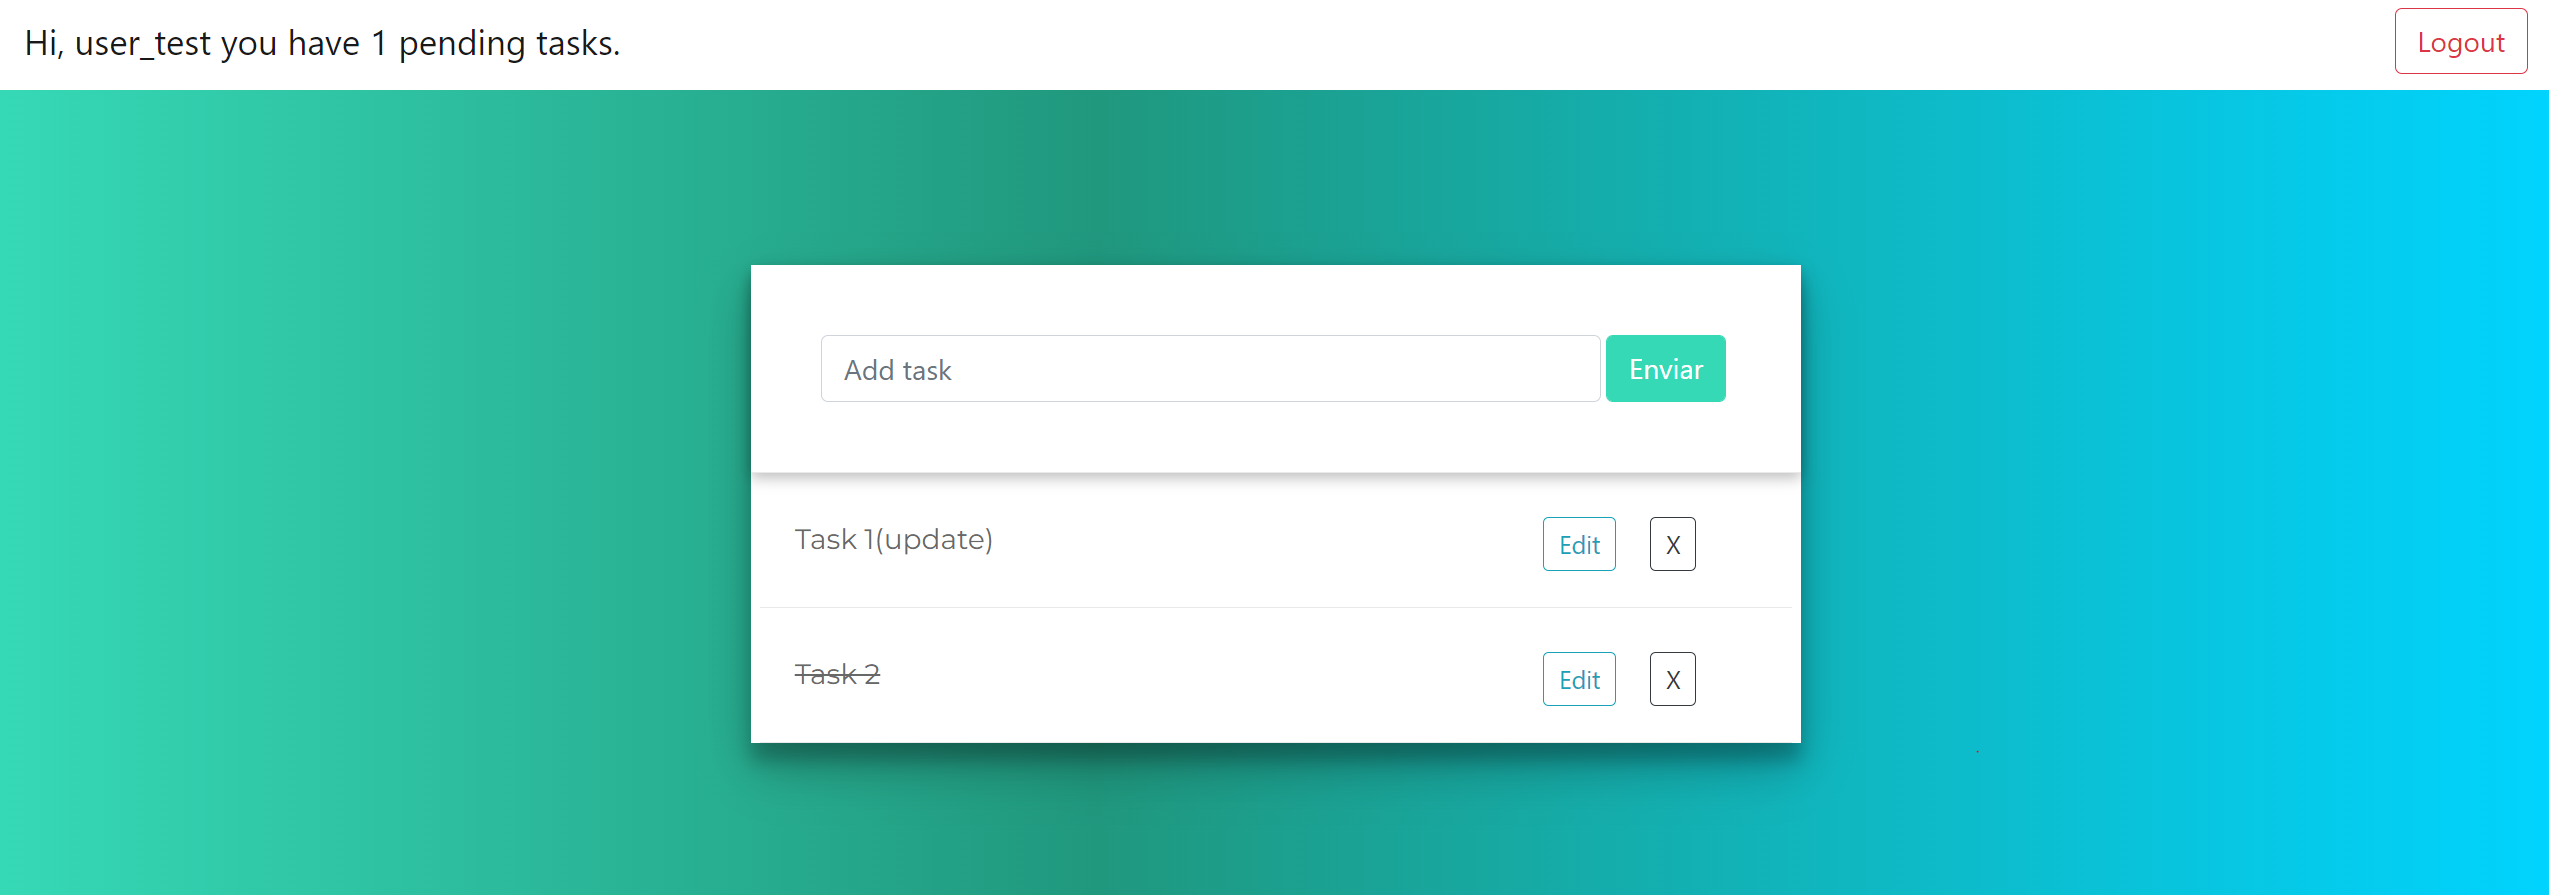 Hi, user_test you have 1 pending tasks.
Logout
Add task
Enviar
Task 1(update)
Edit
X
Task 2
Edit
X